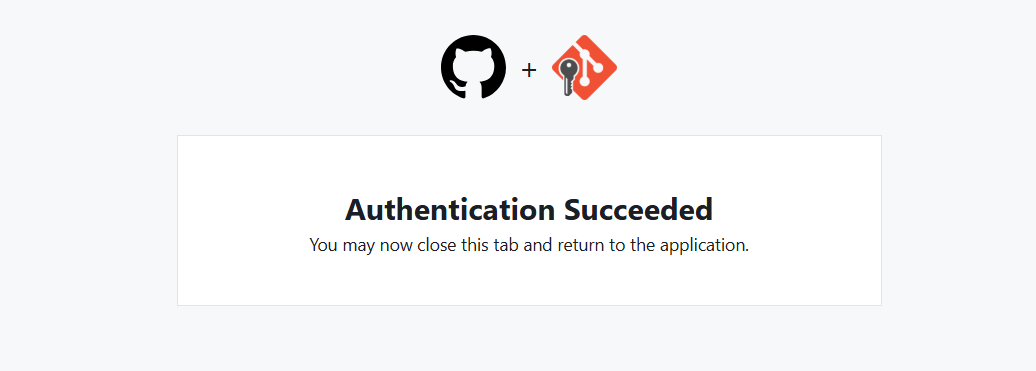 +
Authentication Succeeded
You may now close this tab and return to the application.